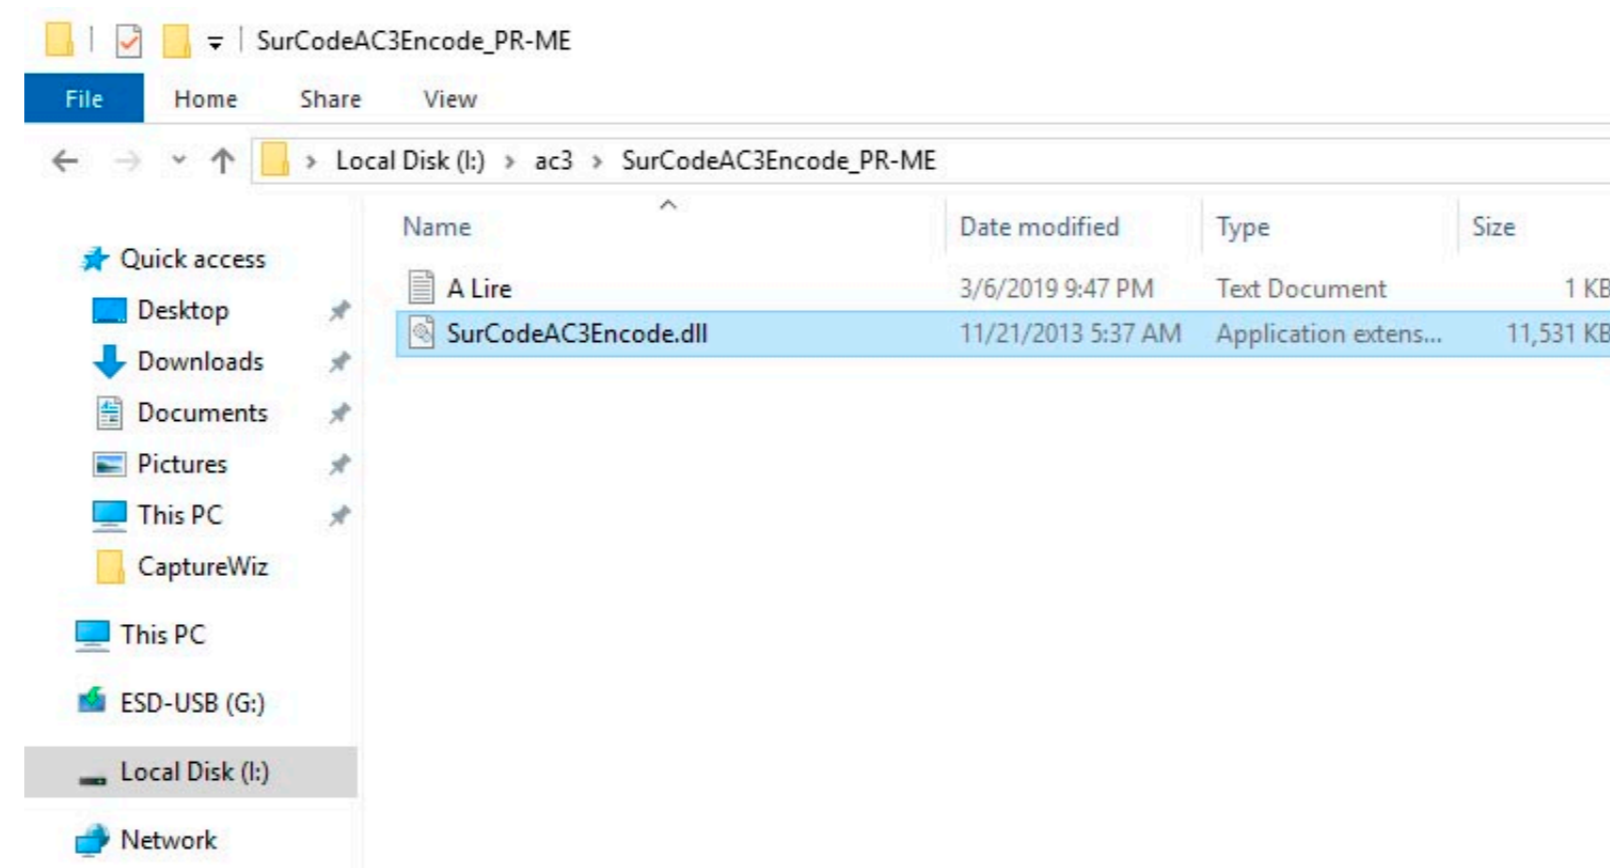 SurCodeAC3Encode_PR-ME
File Home Share View
Local Disk (I:) ac3 SurCodeAC3Encode_PR-ME
Name Date modified Type Size
Quick access
Desktop
Downloads
Documents
Pictures
This PC
CaptureWiz
This PC
ESD-USB (G:)
Local Disk (I:)
Network
A Lire 3/6/2019 9:47 PM Text Document 1 KB
SurCodeAC3Encode.dll 11/21/2013 5:37 AM Application extens... 11,531 KB